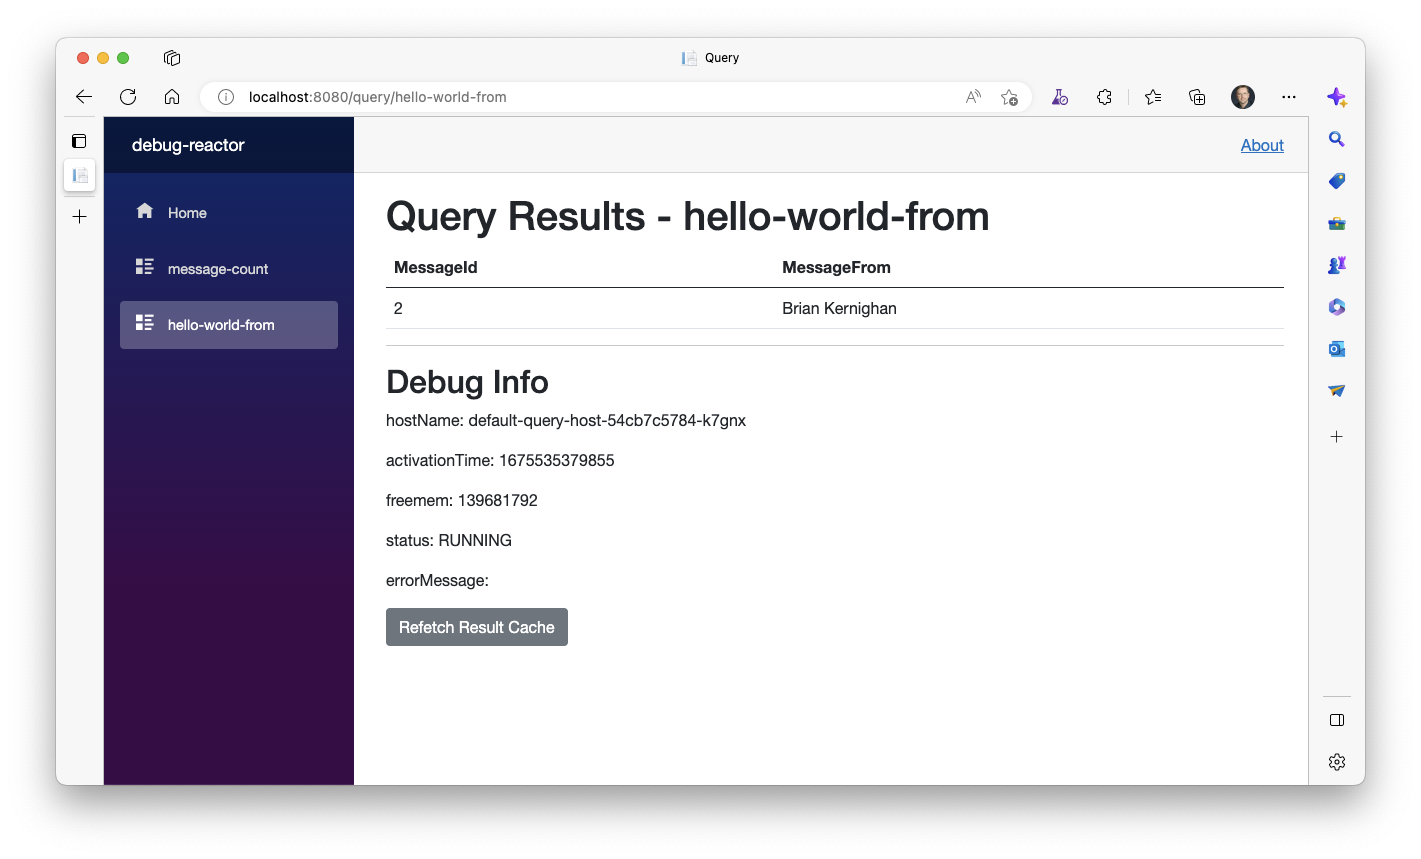 Query
localhost:8080/query/hello-world-from
debug-reactor
About
Home
message-count
hello-world-from
Query Results - hello-world-from
MessageId MessageFrom
2 Brian Kernighan
Debug Info
hostName: default-query-host-54cb7c5784-k7gnx
activationTime: 1675535379855
freemem: 139681792
status: RUNNING
errorMessage:
Refetch Result Cache